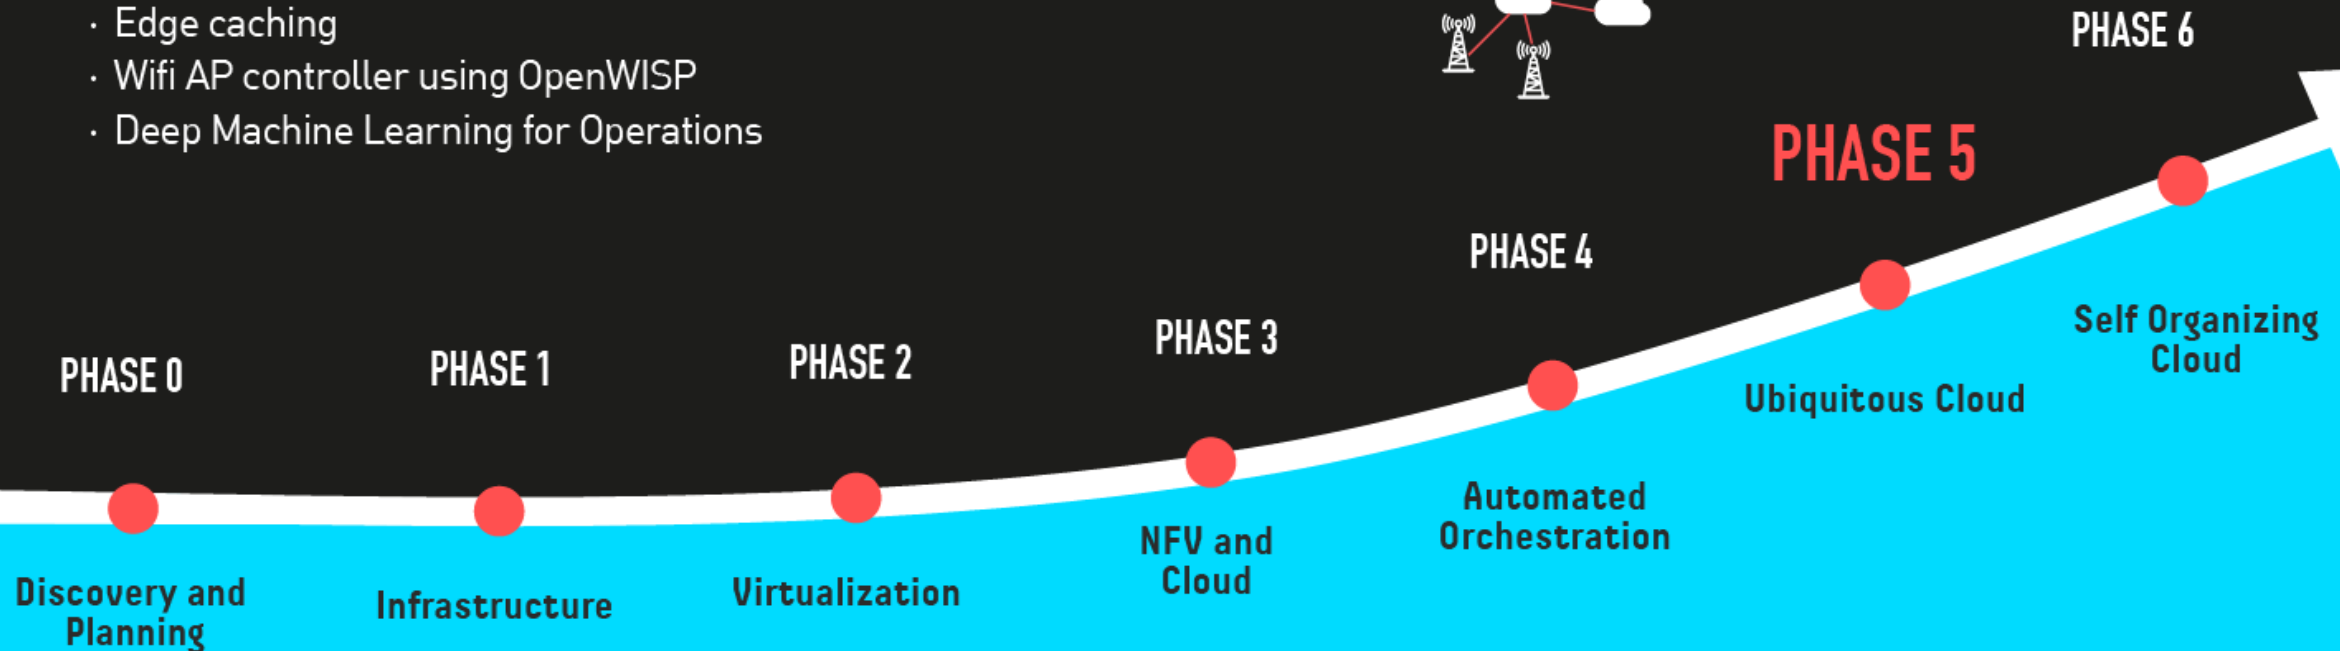 · Edge caching
· Wifi AP controller using OpenWISP
· Deep Machine Learning for Operations
PHASE 0
PHASE 1
PHASE 2
PHASE 3
PHASE 4
PHASE 5
PHASE 6
Discovery and
Planning
Infrastructure
Virtualization
NFV and
Cloud
Automated
Orchestration
Ubiquitous Cloud
Self Organizing
Cloud